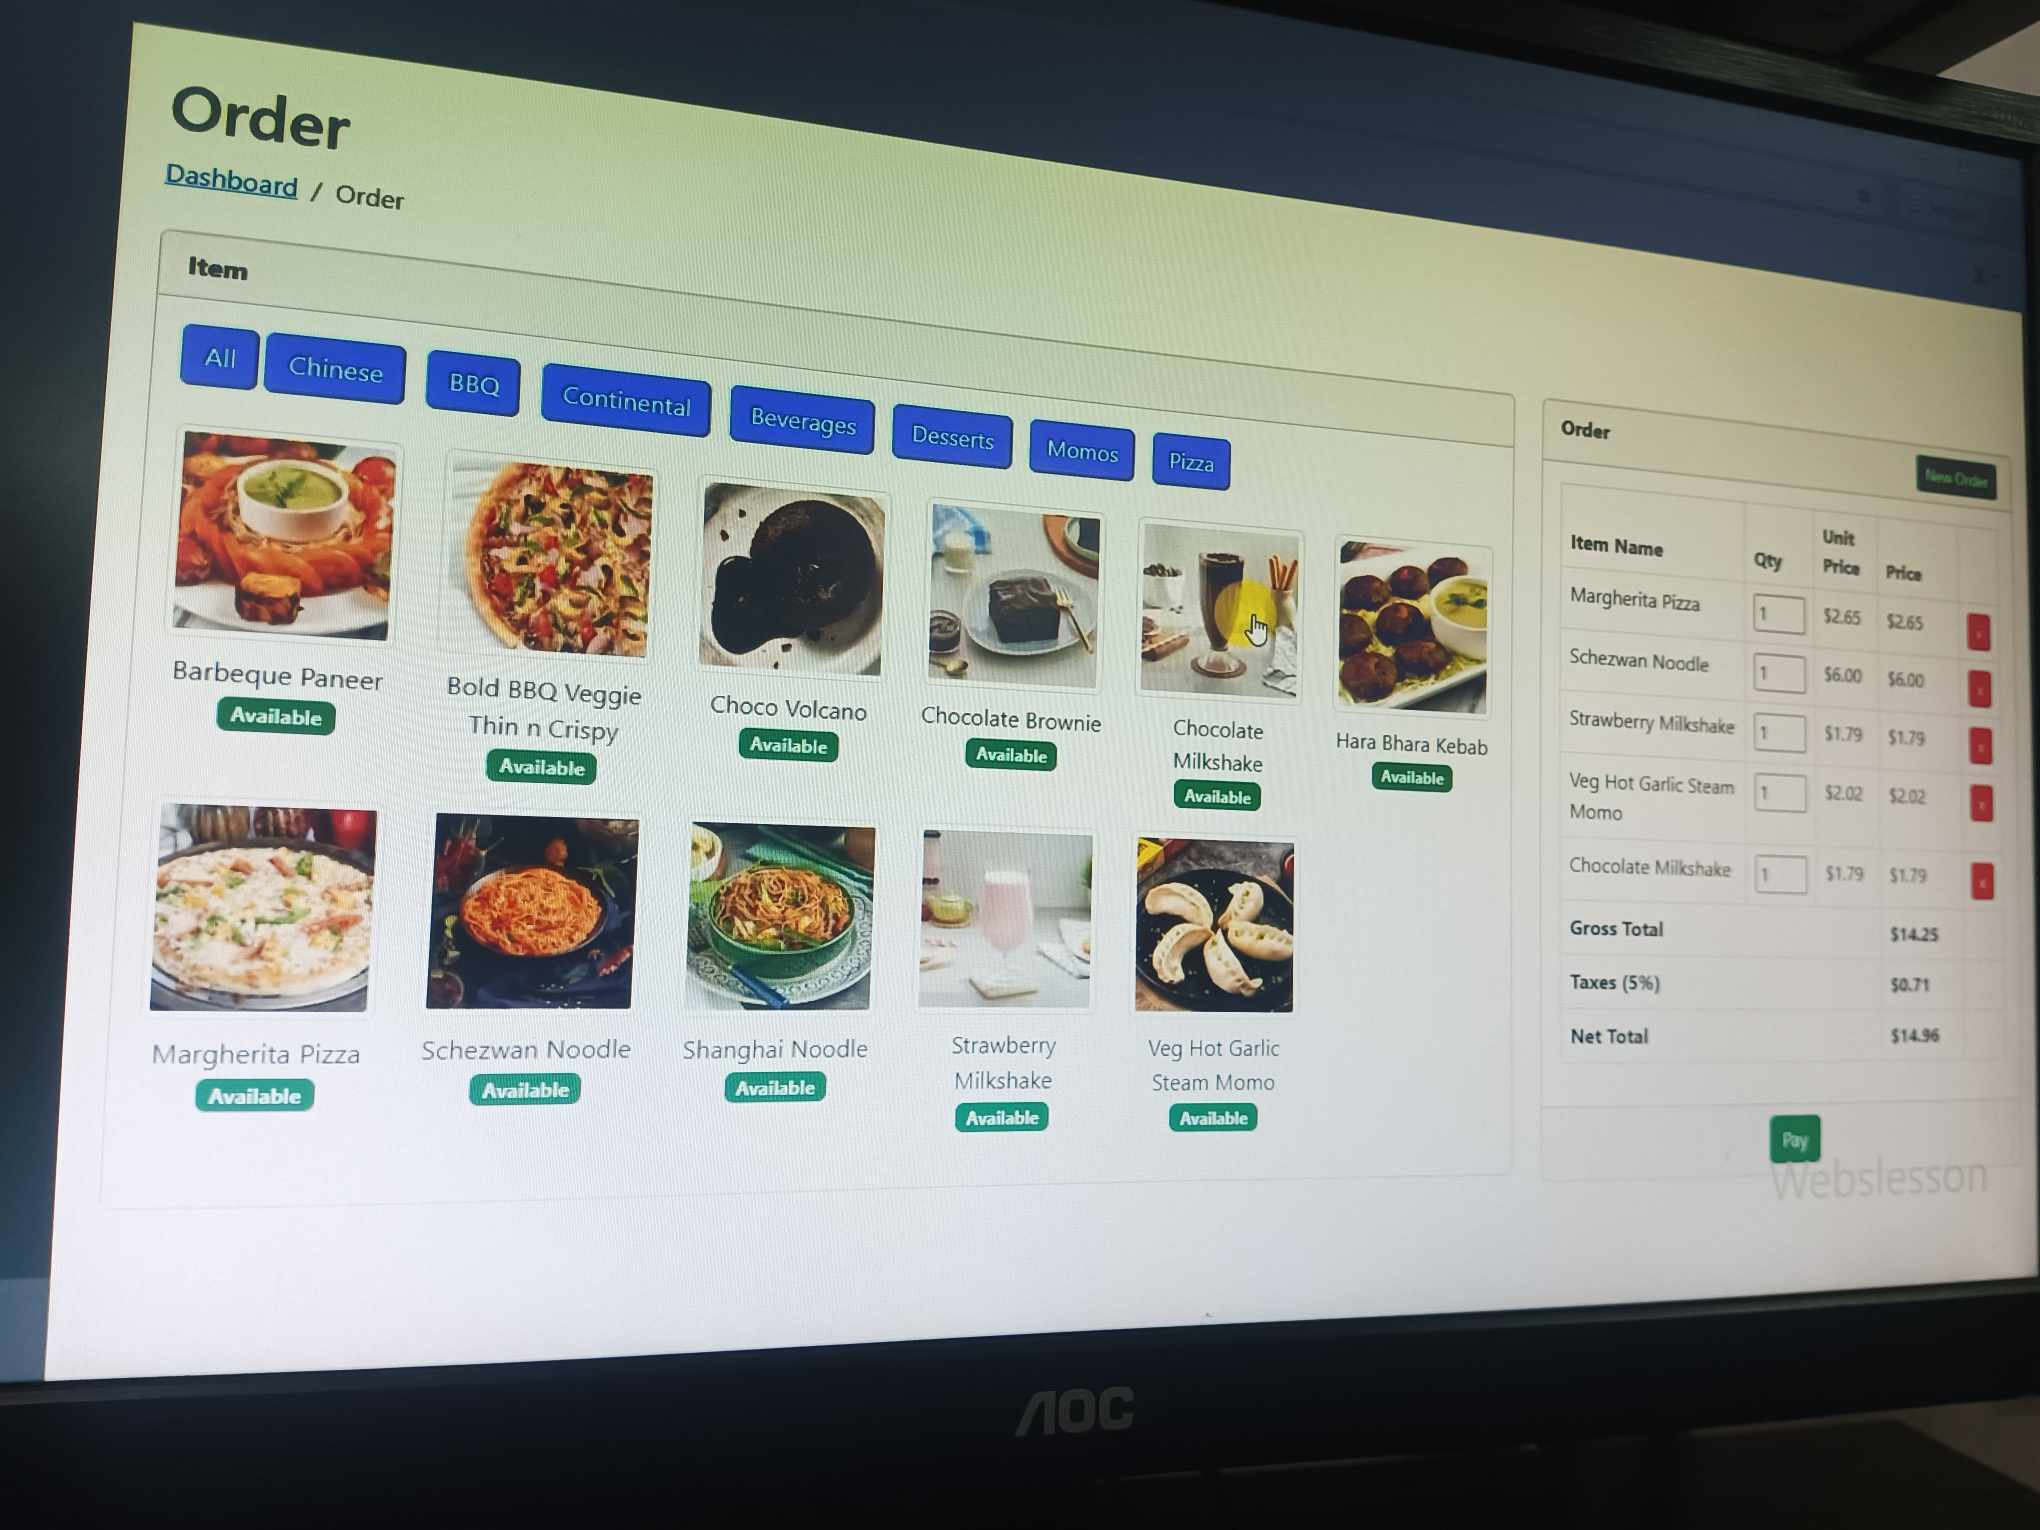 Order
Dashboard / Order
Item
All
Chinese
BBQ
Continental
Beverages
Desserts
Momos
Pizza
Barbeque Paneer
Available
Bold BBQ Veggie
Thin n Crispy
Available
Choco Volcano
Available
Chocolate Brownie
Available
Chocolate
Milkshake
Available
Hara Bhara Kebab
Available
Margherita Pizza
Available
Schezwan Noodle
Available
Shanghai Noodle
Available
Strawberry
Milkshake
Available
Veg Hot Garlic
Steam Momo
Available
Order
New Order
Item Name Qty Unit Price Price
Margherita Pizza 1 $2.65 $2.65 x
Schezwan Noodle 1 $6.00 $6.00 x
Strawberry Milkshake 1 $1.79 $1.79 x
Veg Hot Garlic Steam
Momo 1 $2.02 $2.02 x
Chocolate Milkshake 1 $1.79 $1.79 x
Gross Total $14.25
Taxes (5%) $0.71
Net Total $14.96
Pay
Webslesson
AOC